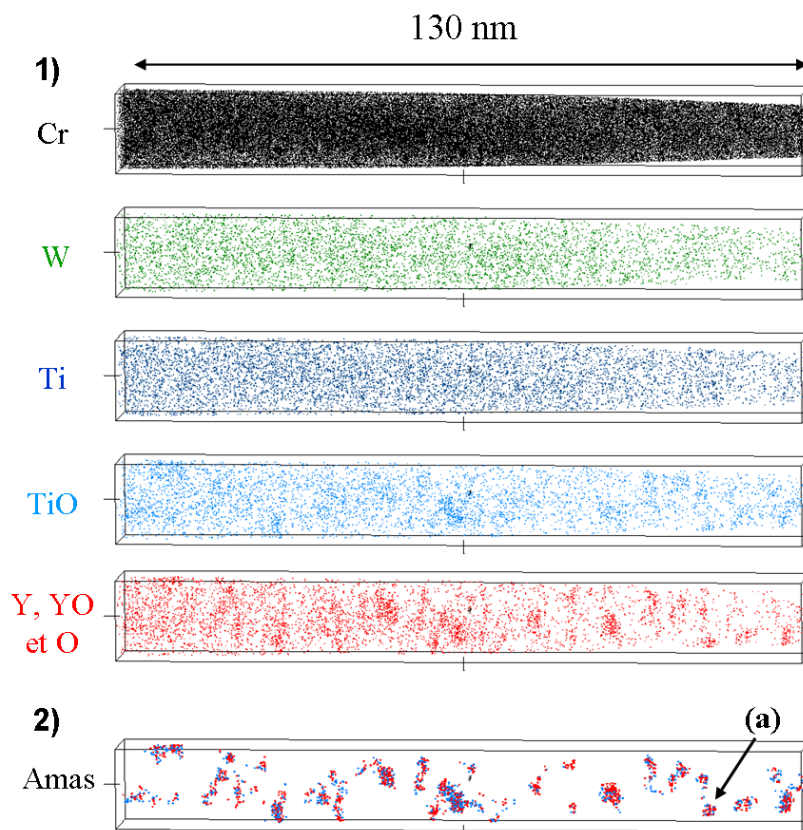 130 nm
1)
Cr
W
Ti
TiO
Y, YO
et O
2)
(a)
Amas